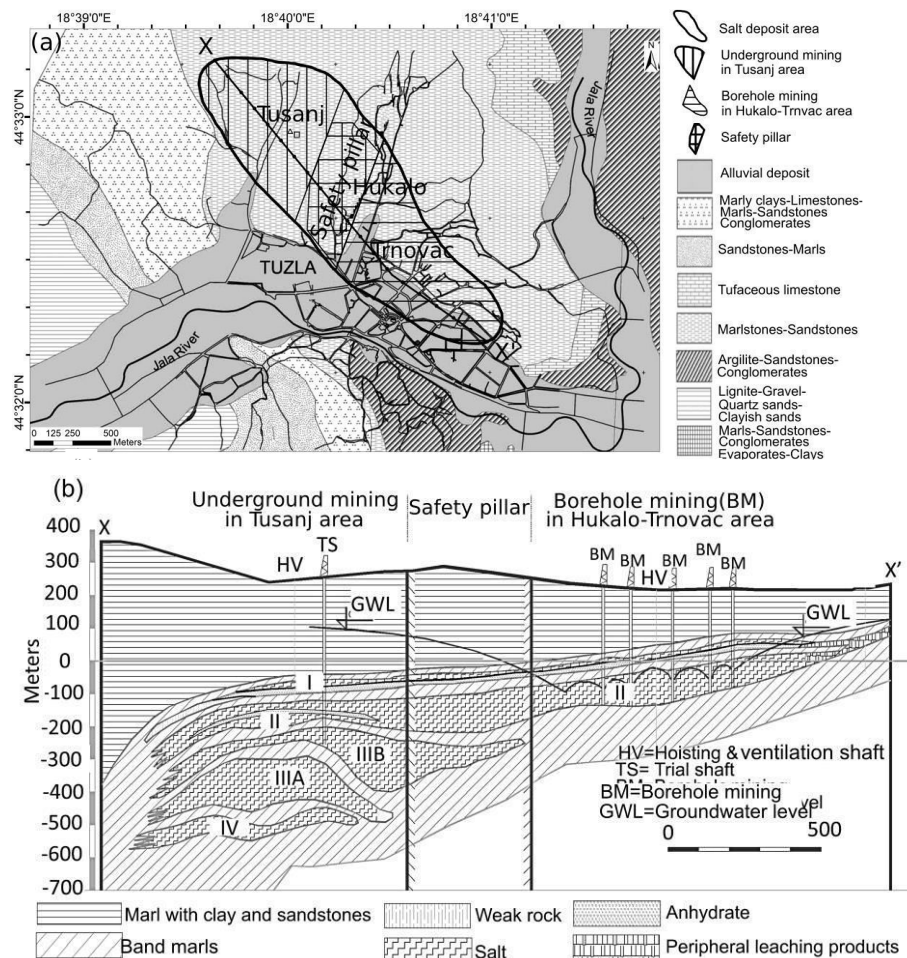 18°39'0"E
18°40'0"E
18°41'0"E
(a)
X
N
44°33'0"N
44°32'0"N
Tusanj
Safety pillar
Hukalo
Trnovac
TUZLA
Jala River
Jala River
X'
0 125 250 500
Meters
Salt deposit area
Underground mining
in Tusanj area
Borehole mining
in Hukalo-Trnvac area
Safety pillar
Alluvial deposit
Marly clays-Limestones-
Marls-Sandstones
Conglomerates
Sandstones-Marls
Tufaceous limestone
Marlstones-Sandstones
Argilite-Sandstones-
Conglomerates
Lignite-Gravel-
Quartz sands-
Clayish sands
Marls-Sandstones-
Conglomerates
Evaporates-Clays
(b)
Underground mining
in Tusanj area
Safety pillar
Borehole mining(BM)
in Hukalo-Trnovac area
Meters
400
300
200
100
0
-100
-200
-300
-400
-500
-600
-700
X
HV
TS
GWL
BM
BM
HV
BM
BM
BM
X'
GWL
I
II
II
IIIB
IIIA
IV
HV=Hoisting & ventilation shaft
TS= Trial shaft
BM=Borehole mining
GWL=Groundwater level
vel
0 500
Marl with clay and sandstones
Weak rock
Anhydrate
Band marls
Salt
Peripheral leaching products